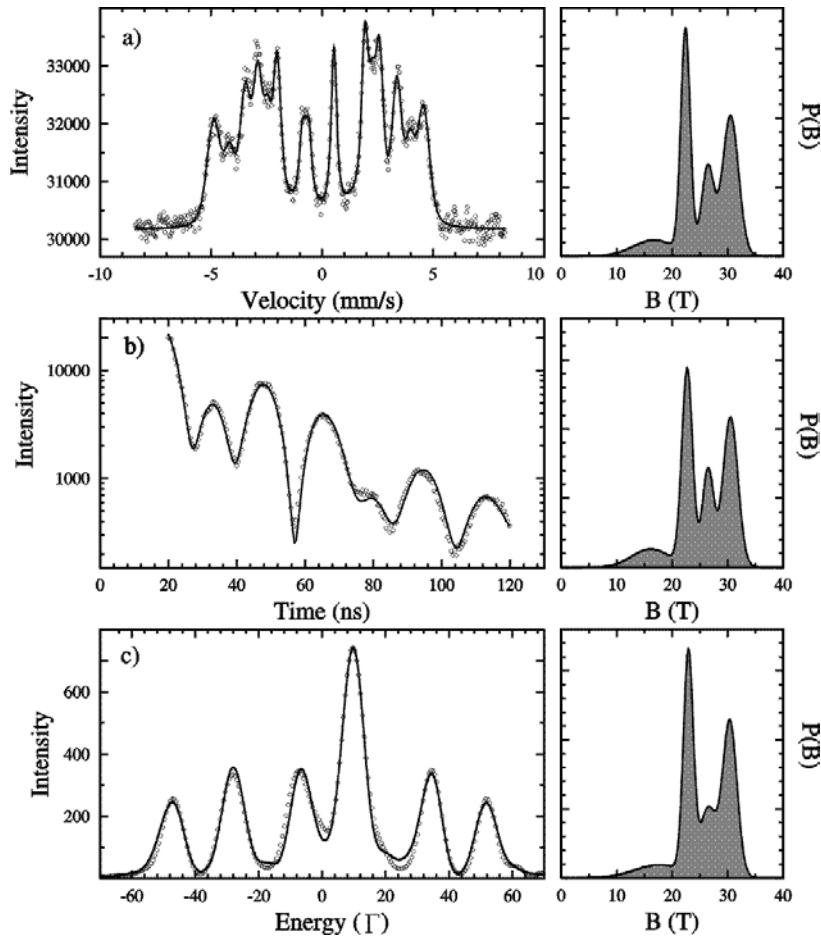 a)
33000
32000
31000
30000
Intensity
-10 -5 0 5 10
Velocity (mm/s)
P(B)
0 10 20 30 40
B (T)
b)
10000
1000
Intensity
0 20 40 60 80 100 120
Time (ns)
P(B)
0 10 20 30 40
B (T)
c)
600
400
200
Intensity
-60 -40 -20 0 20 40 60
Energy (Γ)
P(B)
0 10 20 30 40
B (T)